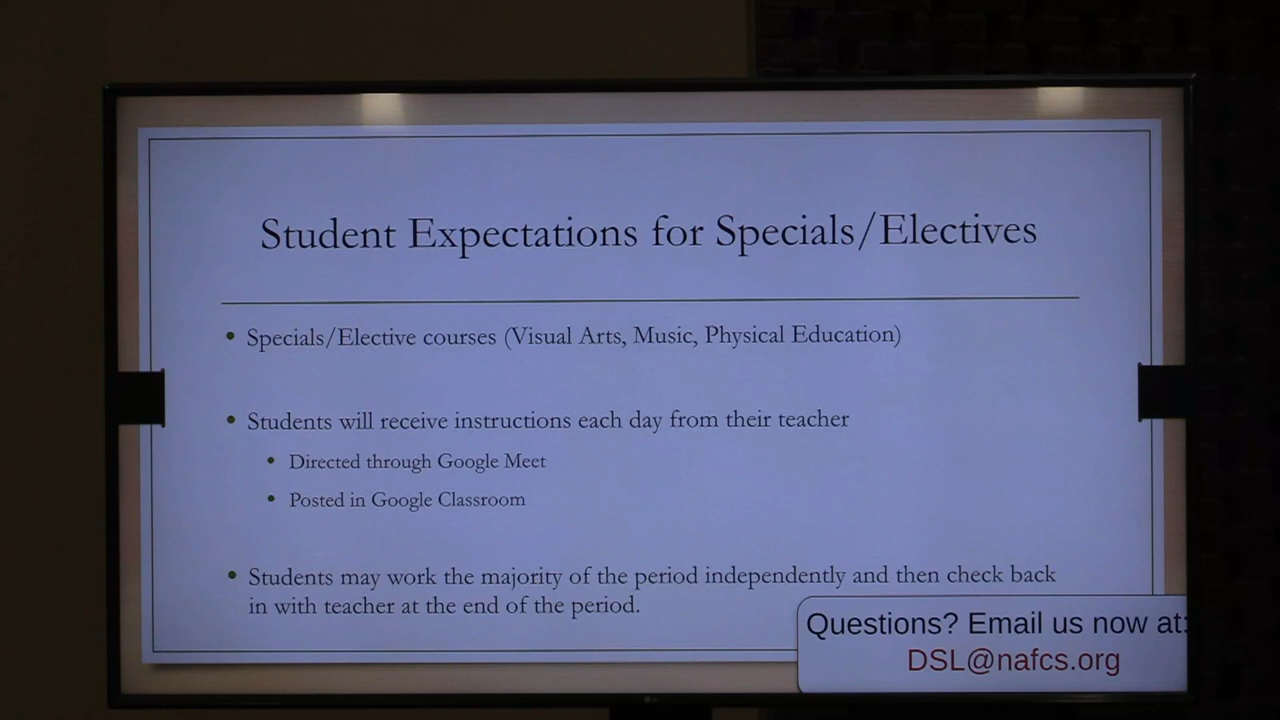 Student Expectations for Specials/Electives
• Specials/Elective courses (Visual Arts, Music, Physical Education)
• Students will receive instructions each day from their teacher
• Directed through Google Meet
• Posted in Google Classroom
• Students may work the majority of the period independently and then check back
in with teacher at the end of the period.
Questions? Email us now at:
DSL@nafcs.org
LG